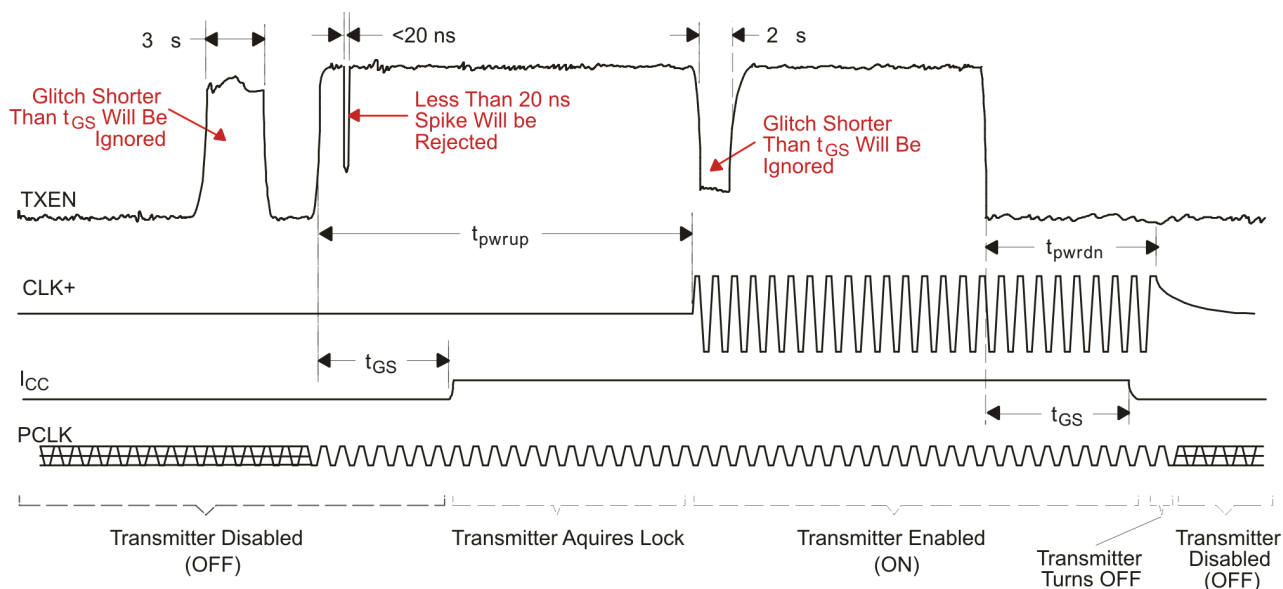 3 s
<20 ns
2 s
Glitch Shorter
Than tGS Will Be
Ignored
Less Than 20 ns
Spike Will be
Rejected
Glitch Shorter
Than tGS Will Be
Ignored
TXEN
tpwrup
tpwrdn
CLK+
tGS
ICC
tGS
PCLK
Transmitter Disabled
(OFF)
Transmitter Aquires Lock
Transmitter Enabled
(ON)
Transmitter
Turns OFF
Transmitter
Disabled
(OFF)